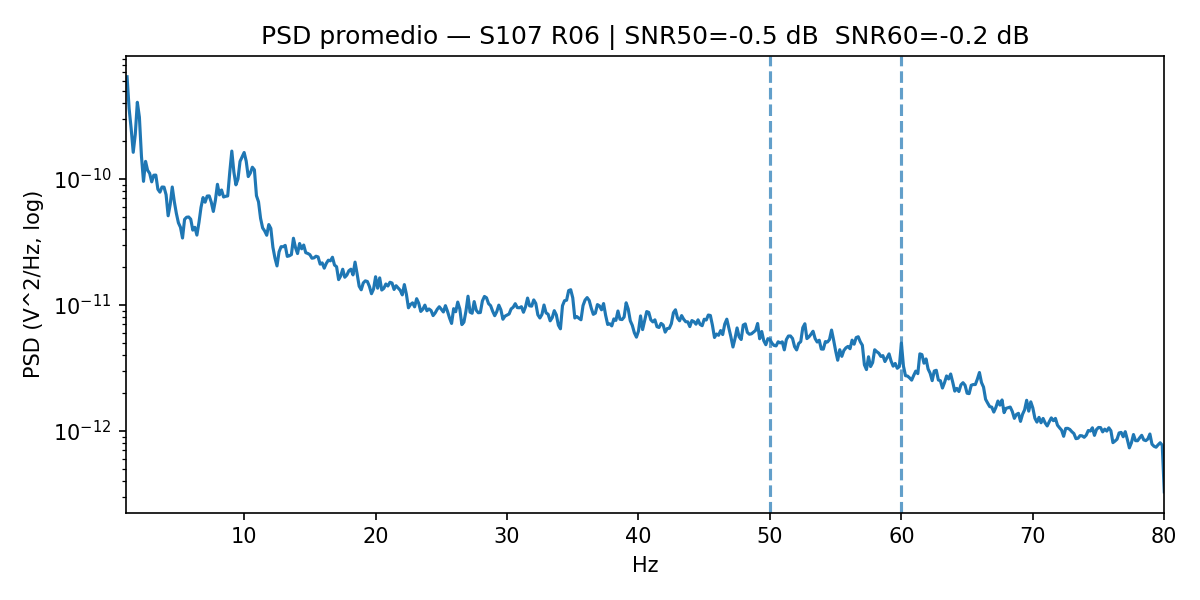 PSD promedio — S107 R06 | SNR50=-0.5 dB  SNR60=-0.2 dB
PSD (V^2/Hz, log)
10⁻¹⁰
10⁻¹¹
10⁻¹²
10 20 30 40 50 60 70 80
Hz